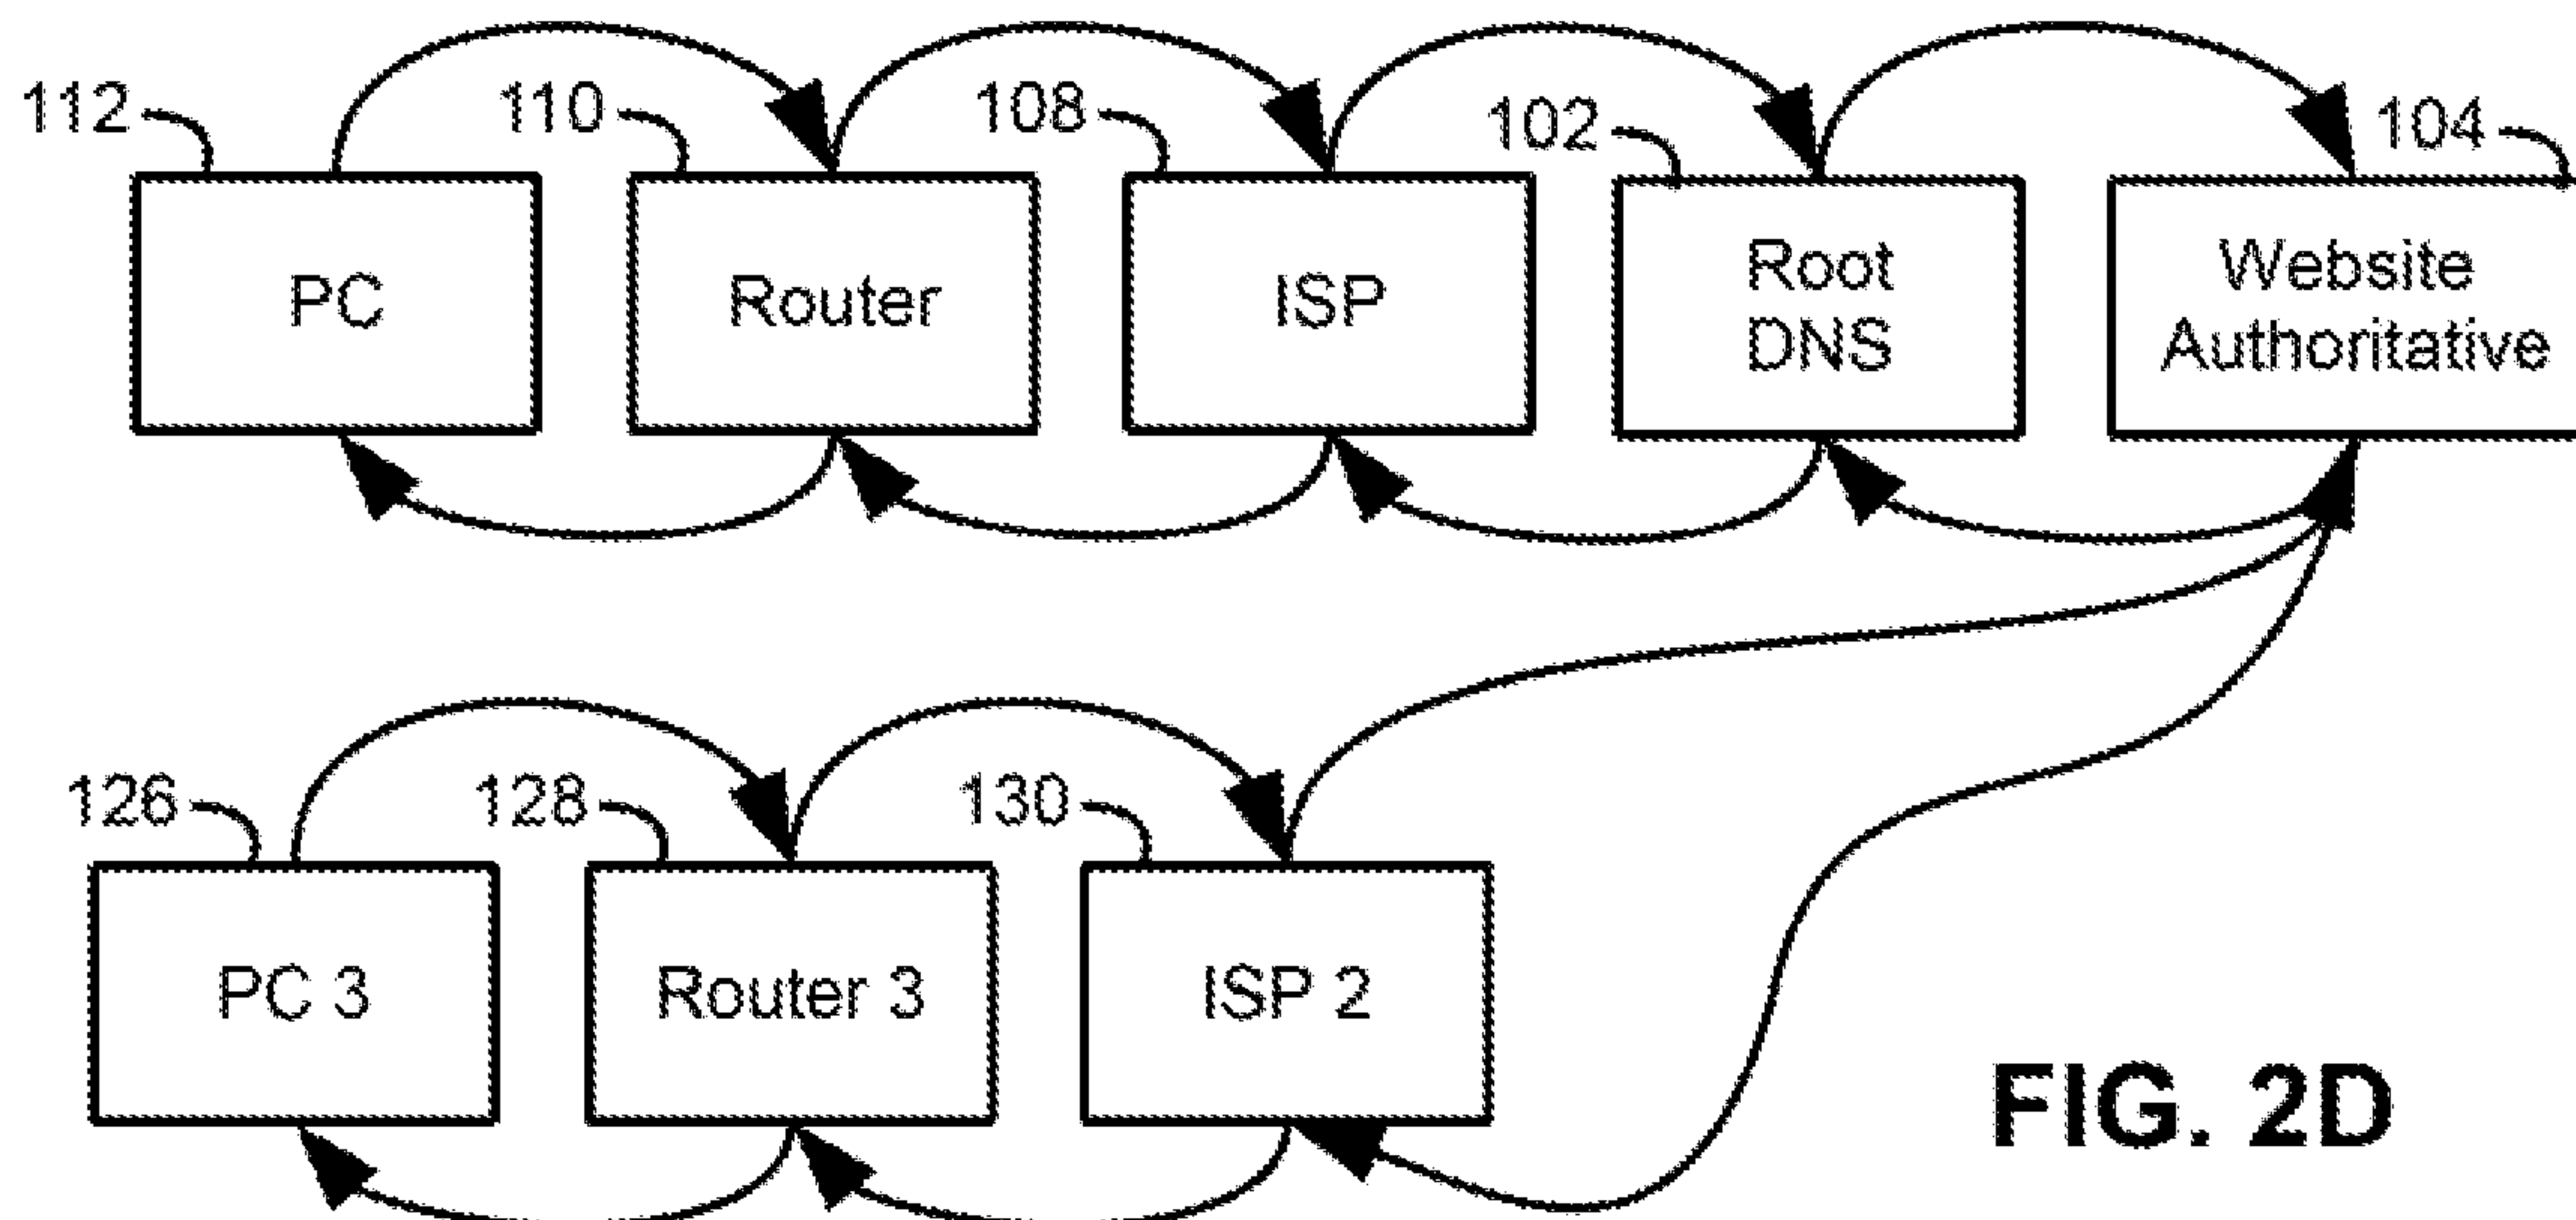 112 110 108 102 104
PC Router ISP Root DNS Website Authoritative
126 128 130
PC 3 Router 3 ISP 2
FIG. 2D